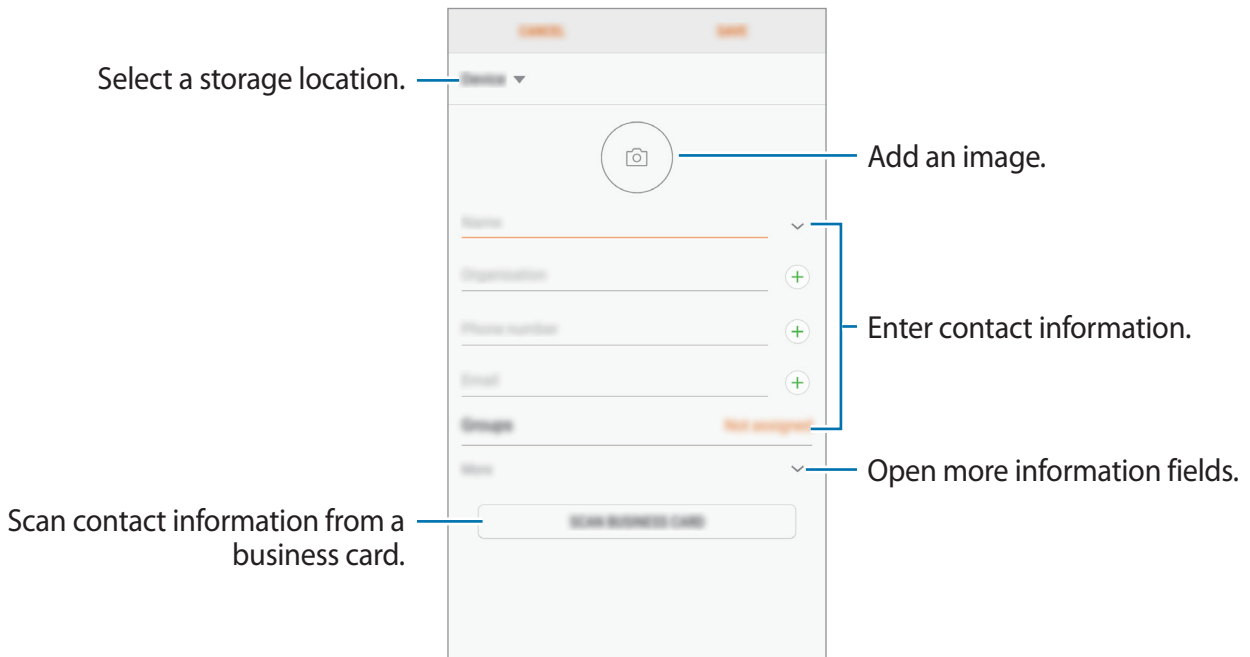 CANCEL SAVE
Select a storage location.
Device
Add an image.
Name
Organisation
Phone number
Enter contact information.
Email
Groups Not assigned
More
Open more information fields.
Scan contact information from a
business card.
SCAN BUSINESS CARD